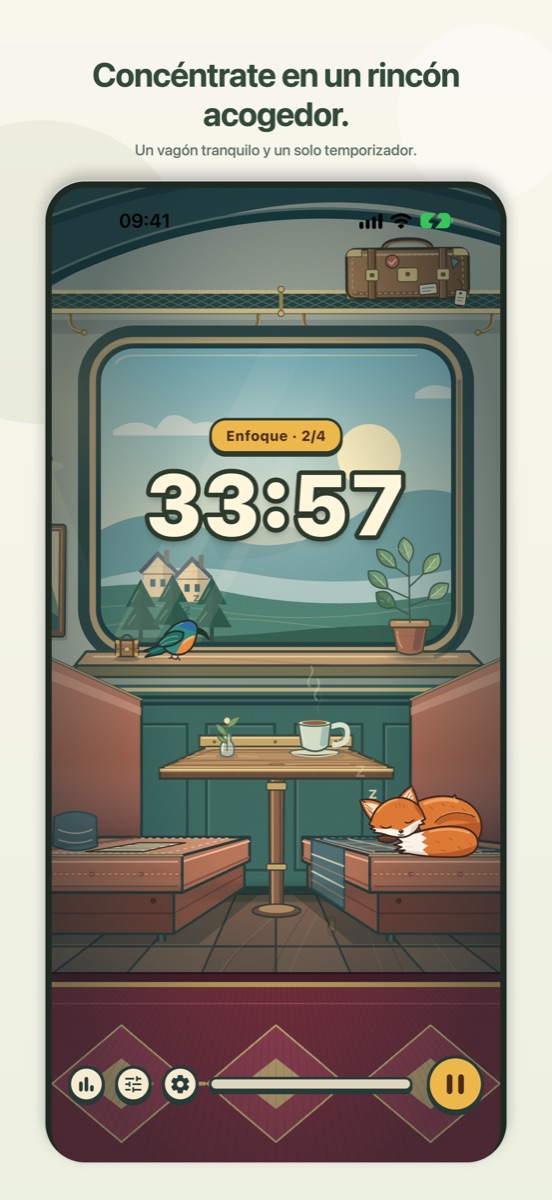 Concéntrate en un rincón
acogedor.
Un vagón tranquilo y un solo temporizador.
09:41
Enfoque · 2/4
33:57
z
Z
z